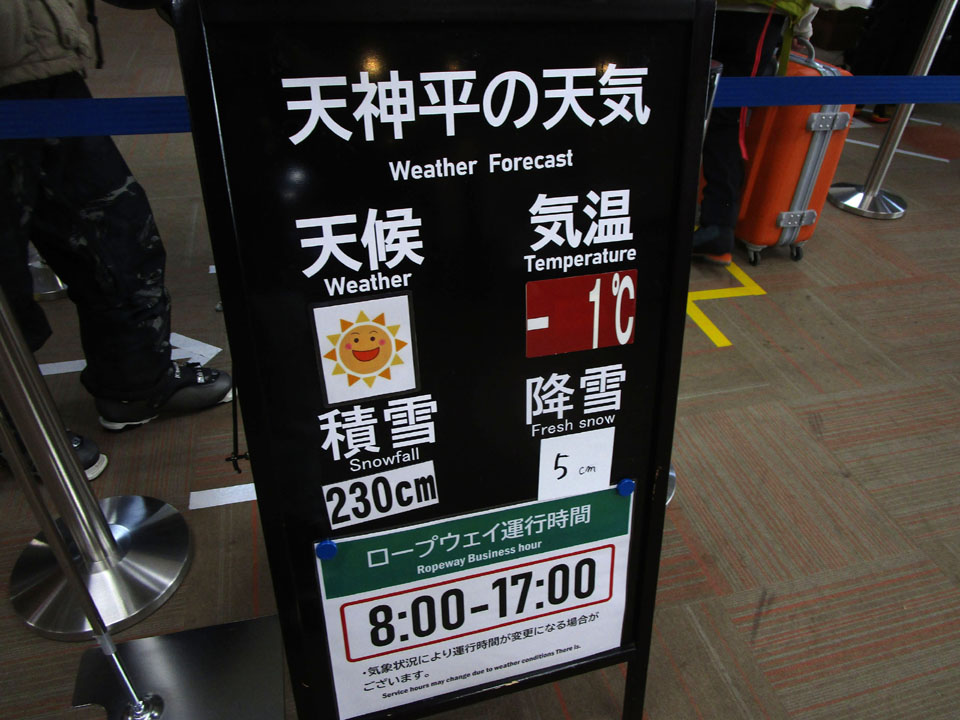 天神平の天気
Weather Forecast
天候
Weather
気温
Temperature
-1℃
積雪
Snowfall
230cm
降雪
Fresh snow
5cm
ロープウェイ運行時間
Ropeway Business hour
8:00-17:00
・気象状況により運行時間が変更になる場合が
ございます。
Service hours may change due to weather conditions There is.